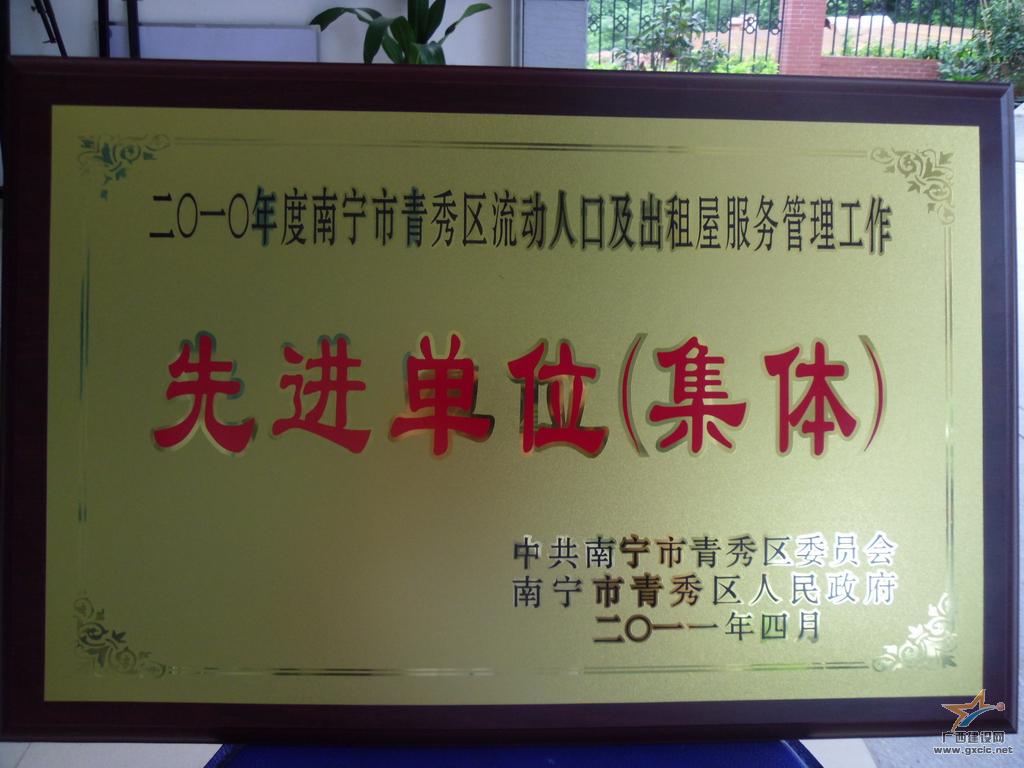 二〇一〇年度南宁市青秀区流动人口及出租屋服务管理工作
先进单位(集体)
中共南宁市青秀区委员会
南宁市青秀区人民政府
二〇一一年四月
广西建设网
www.gxcic.net